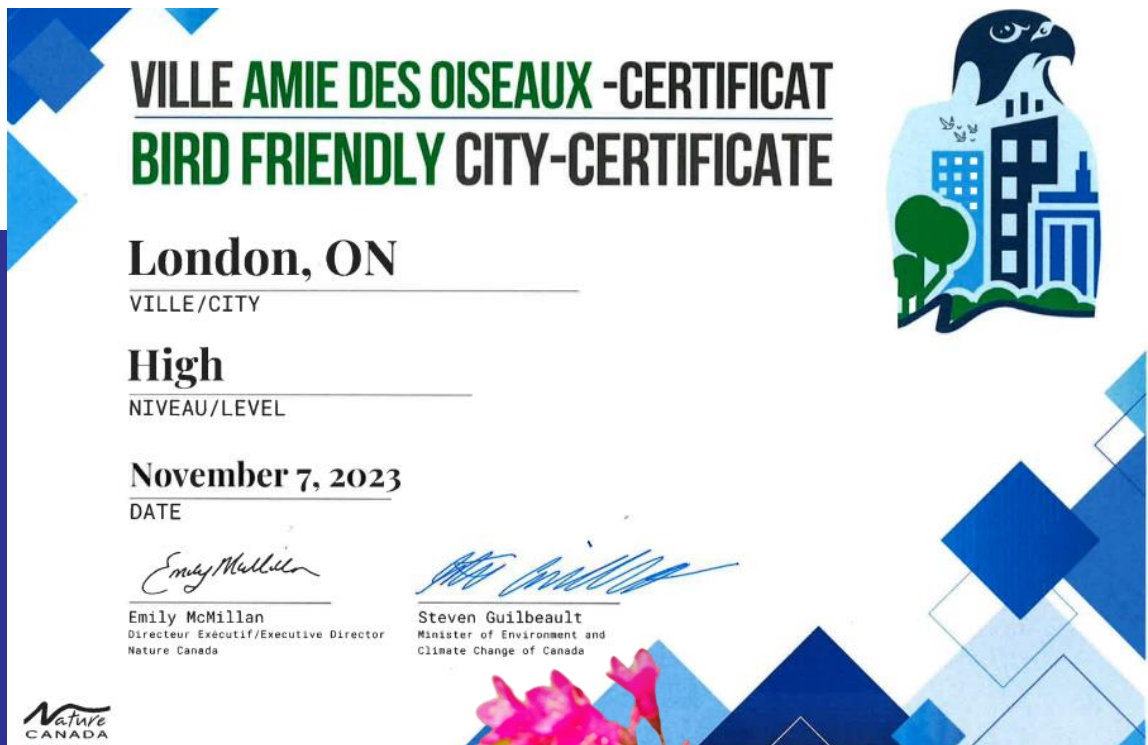 VILLE AMIE DES OISEAUX -CERTIFICAT
BIRD FRIENDLY CITY-CERTIFICATE
London, ON
VILLE/CITY
High
NIVEAU/LEVEL
November 7, 2023
DATE
Emily McMillan
Directeur Exécutif/Executive Director
Nature Canada
Steven Guilbeault
Minister of Environment and
Climate Change of Canada
Nature
CANADA